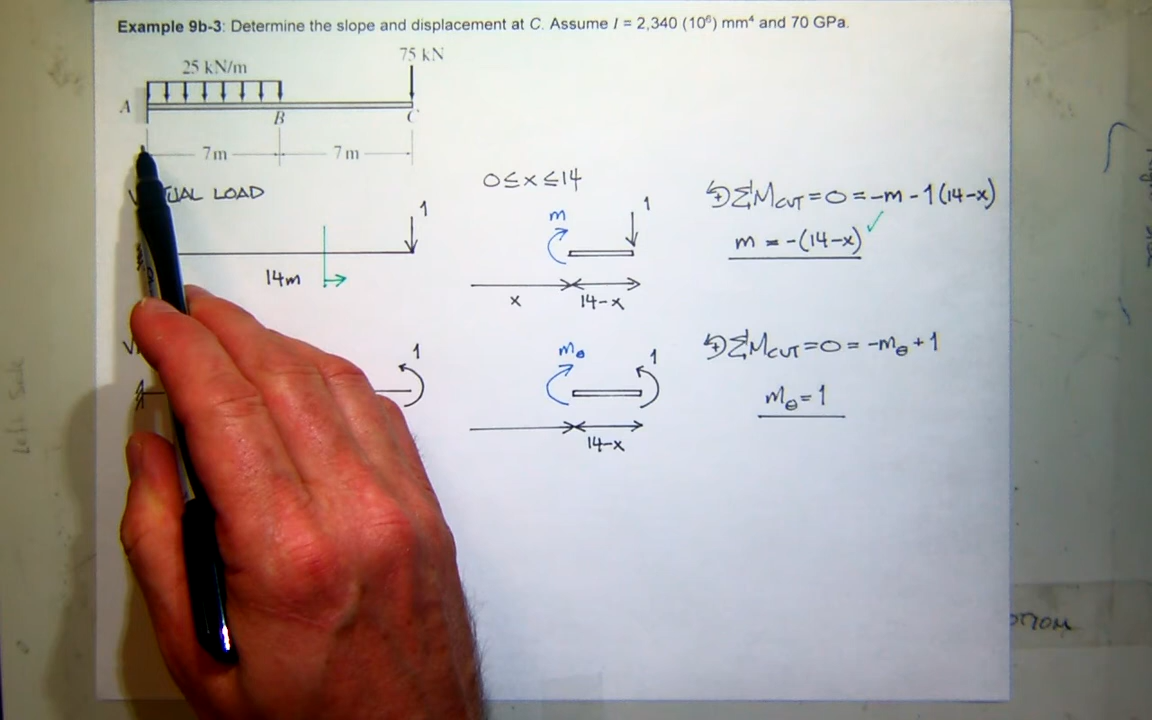 Example 9b-3: Determine the slope and displacement at C. Assume I = 2,340 (10⁶) mm⁴ and 70 GPa.
75 kN
25 kN/m
A
B
C
7m
7m
UAL LOAD
1
14m
0≤x≤14
m
1
x
14-x
↺ΣM_CUT=0=-m-1(14-x)
m=-(14-x) ✓
1
m_θ
1
14-x
↺ΣM_CUT=0=-m_θ+1
m_θ=1
OTTOM